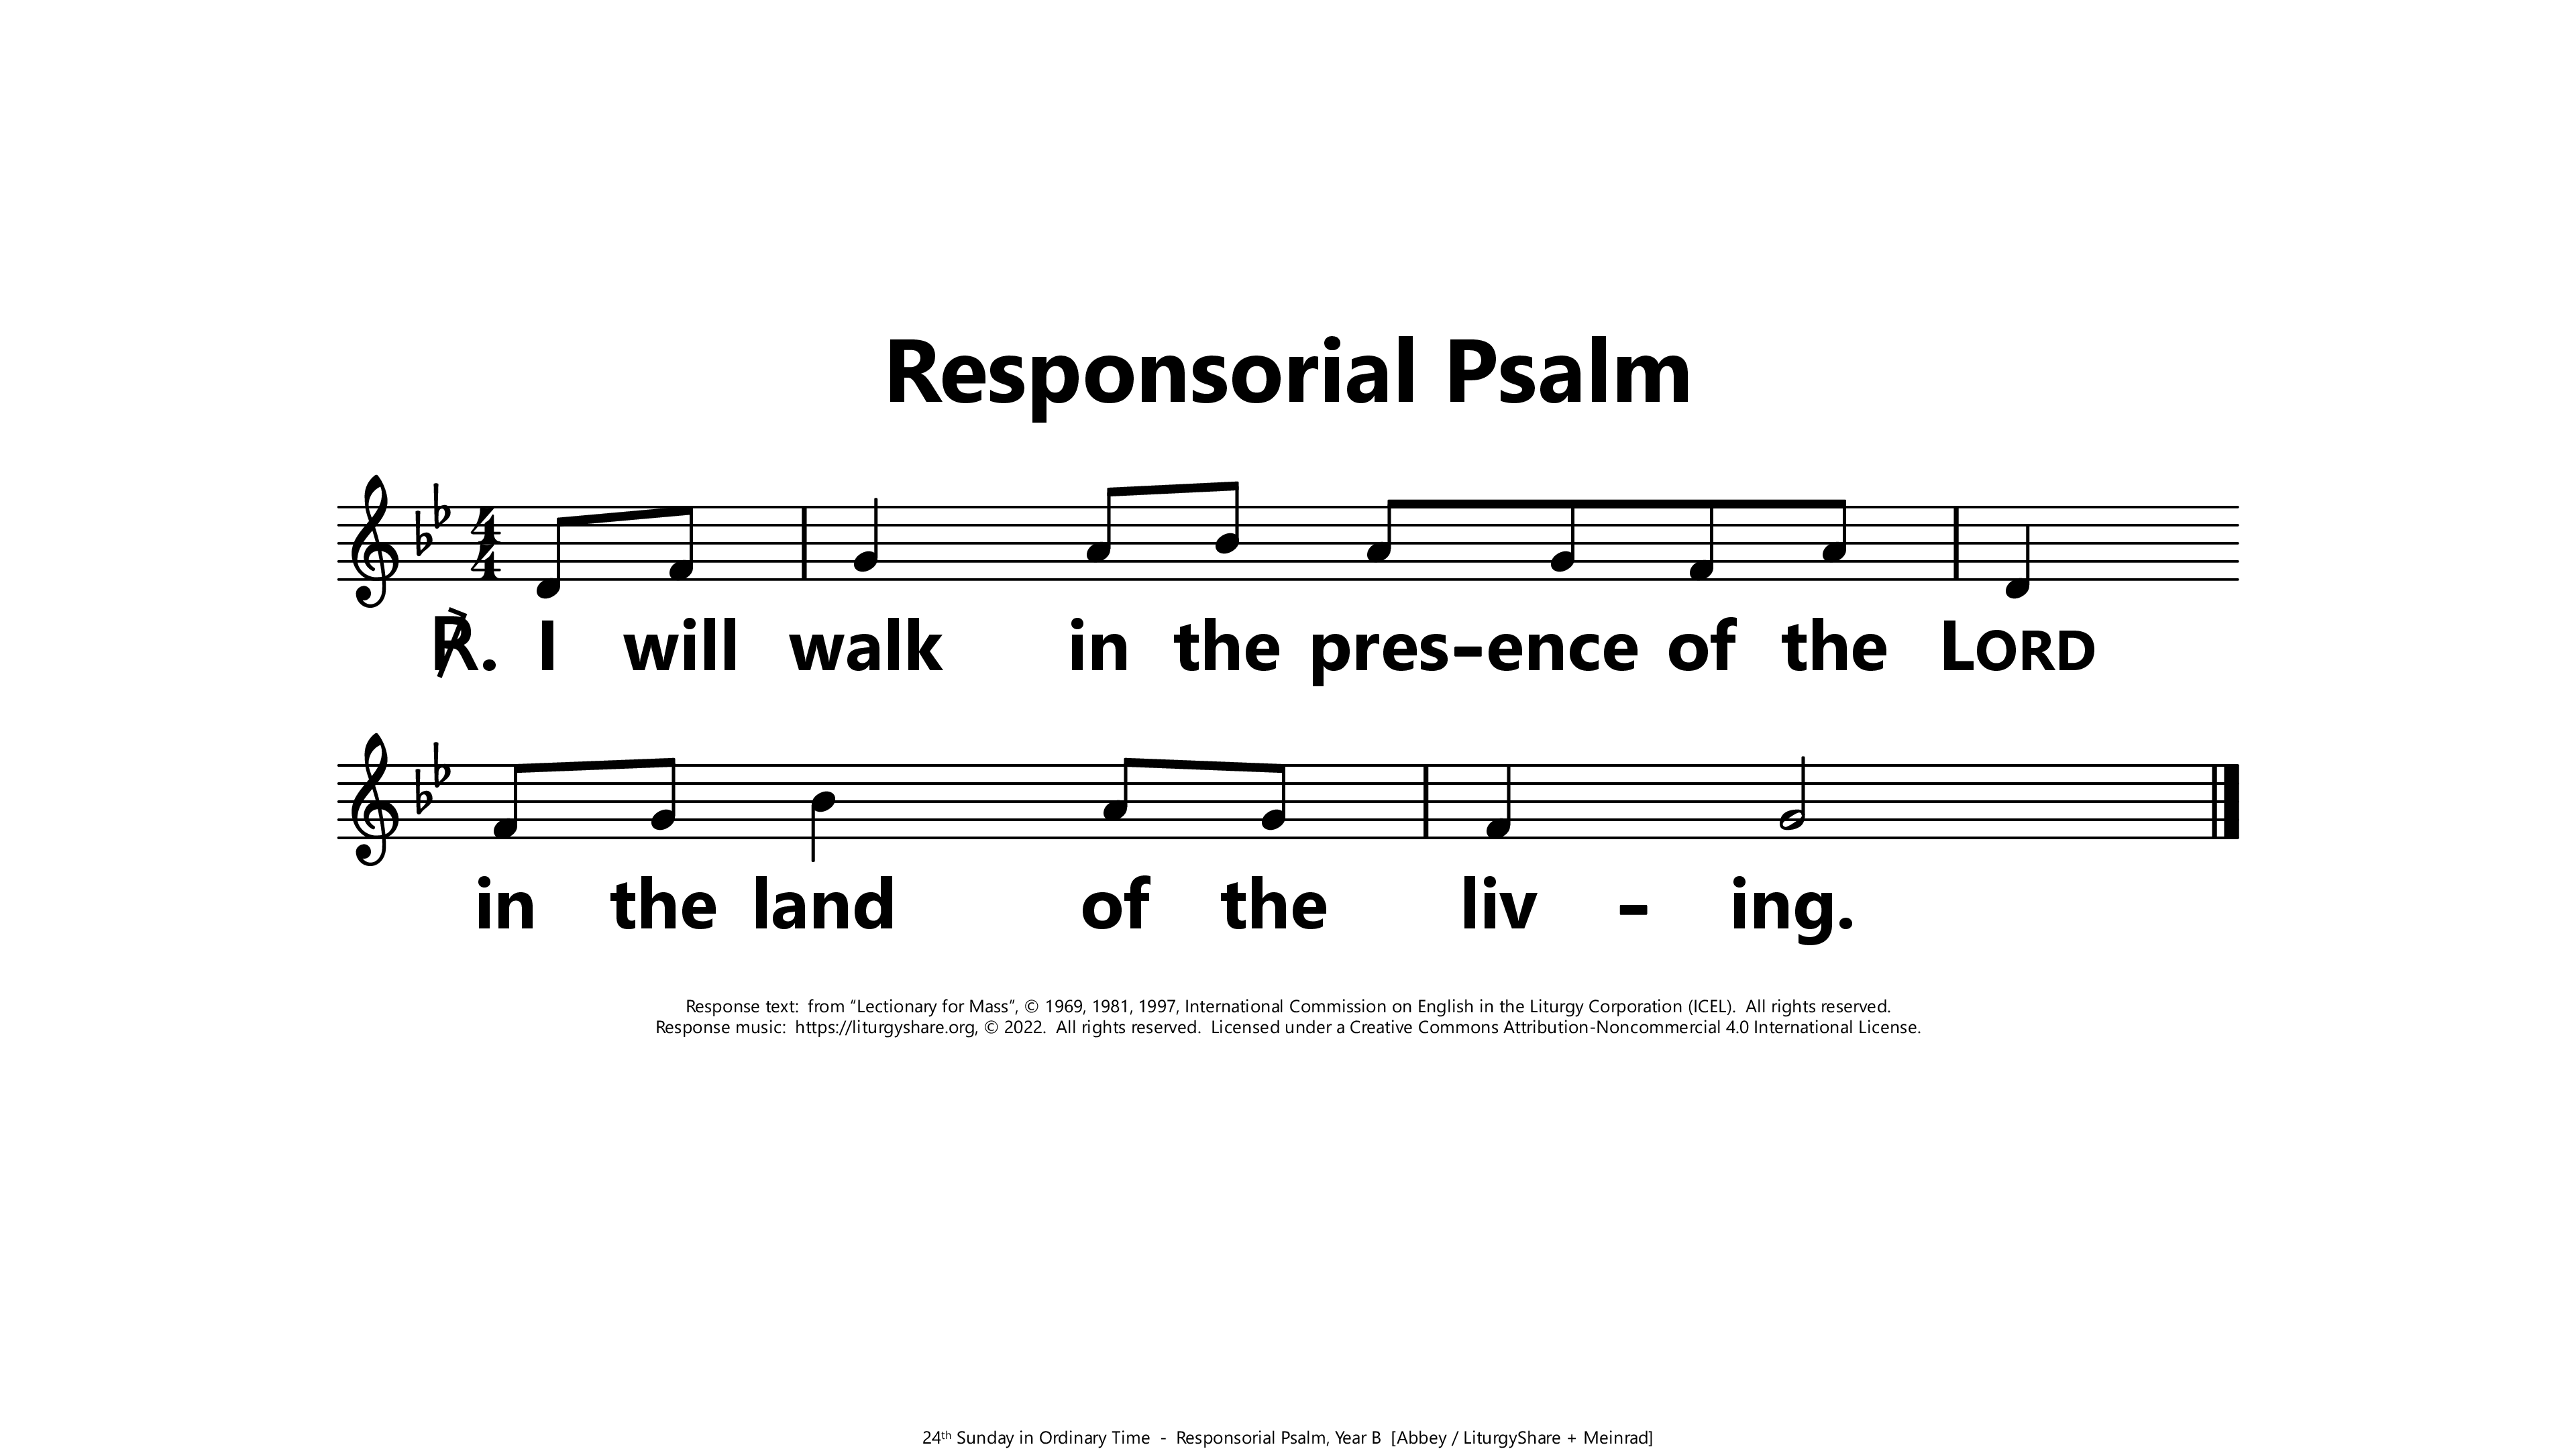 Responsorial Psalm
℟. I will walk in the pres-ence of the LORD
in the land of the liv - ing.
Response text:  from “Lectionary for Mass”, © 1969, 1981, 1997, International Commission on English in the Liturgy Corporation (ICEL).  All rights reserved.
Response music:  https://liturgyshare.org, © 2022.  All rights reserved.  Licensed under a Creative Commons Attribution-Noncommercial 4.0 International License.
24th Sunday in Ordinary Time  -  Responsorial Psalm, Year B  [Abbey / LiturgyShare + Meinrad]